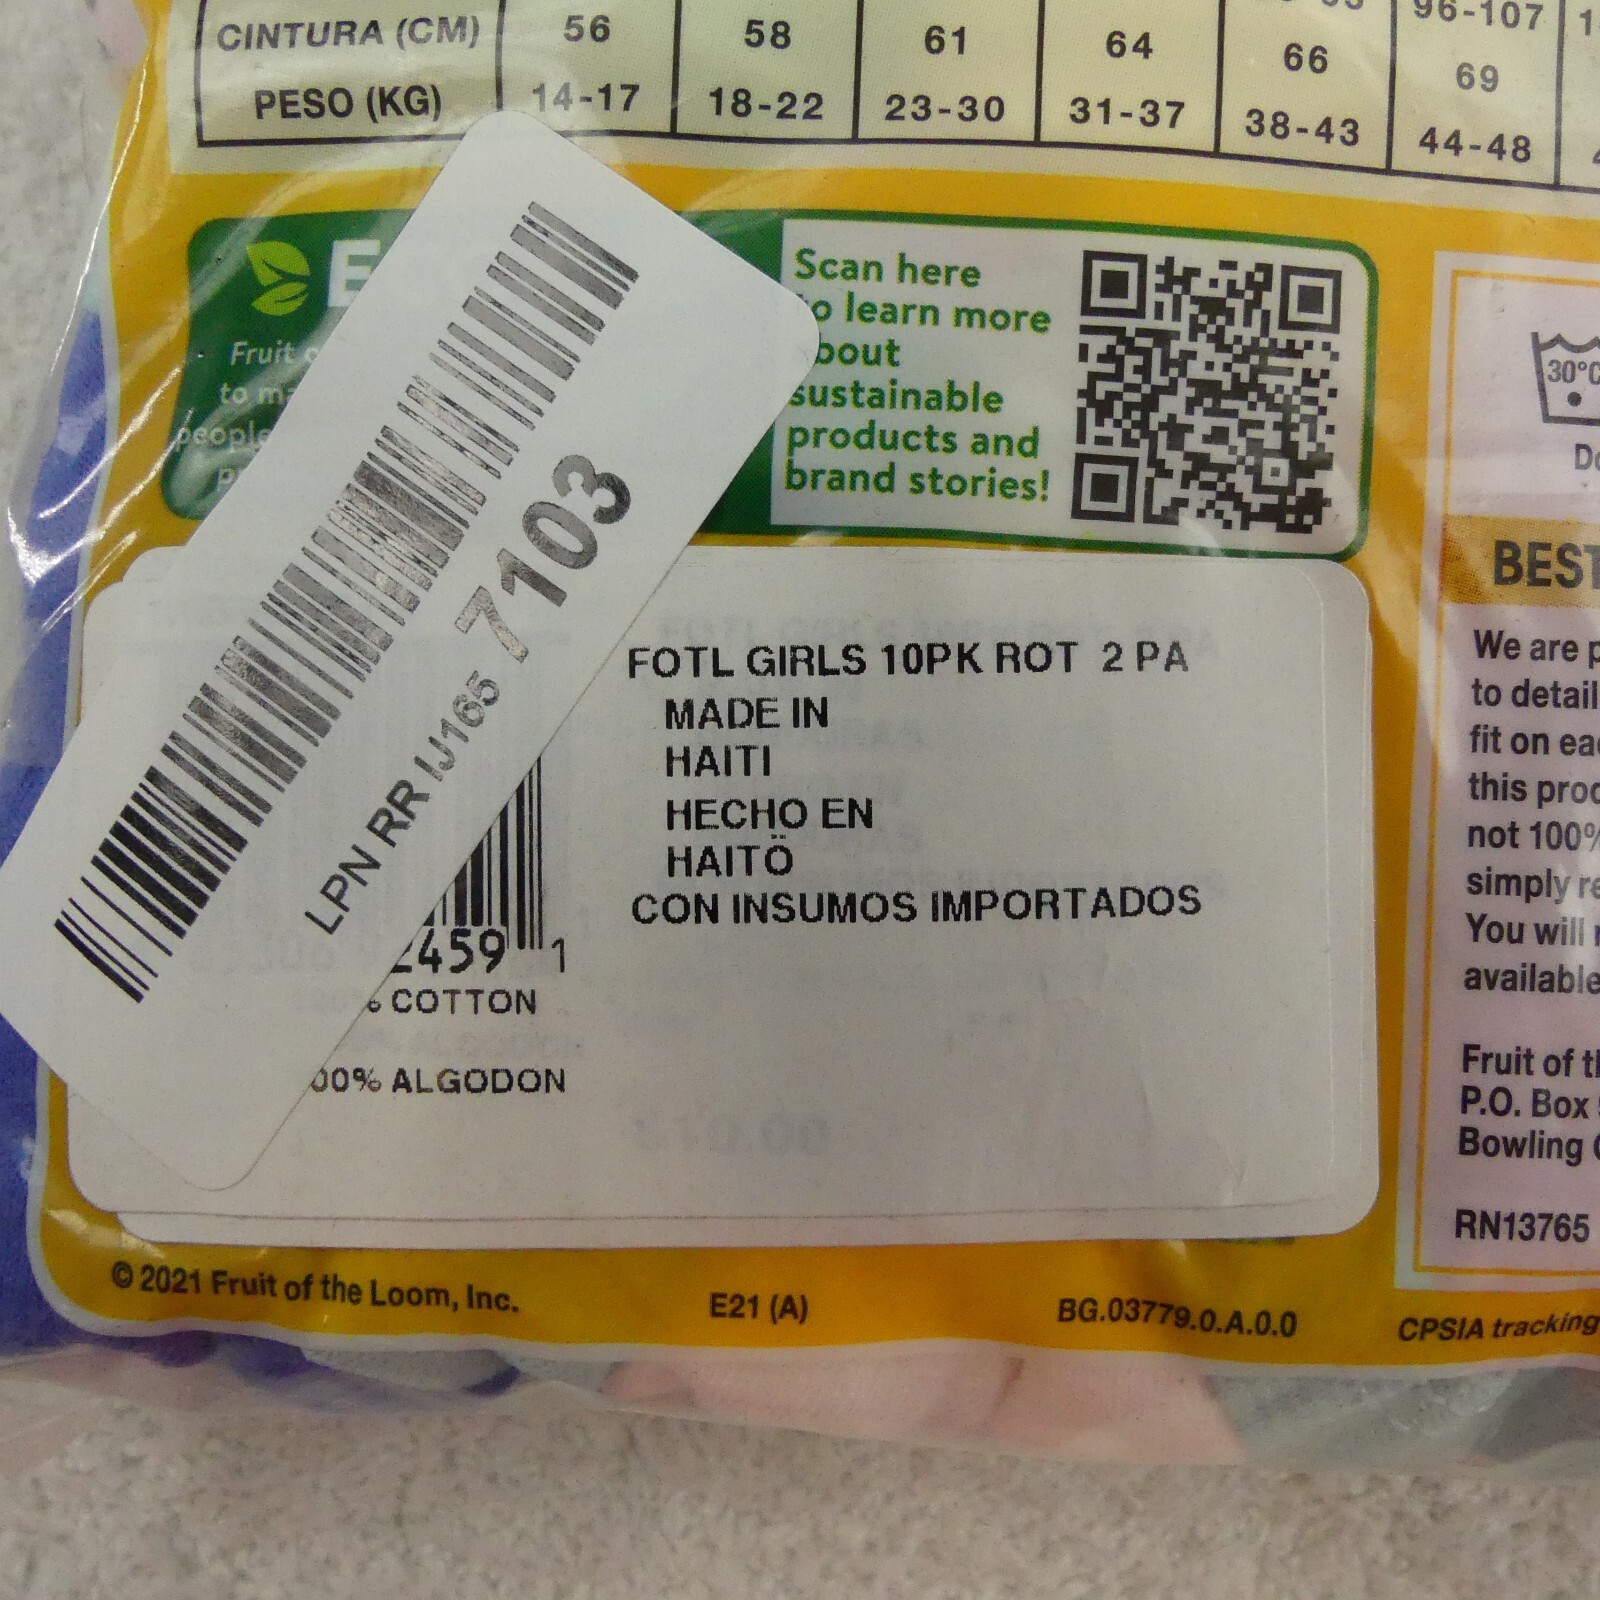 CINTURA (CM) 56 58 61 64 66 69
PESO (KG) 14-17 18-22 23-30 31-37 38-43 44-48
96-107
Scan here
to learn more
about
sustainable
products and
brand stories!
Fruit
to
people
LPN RR IJ165 7103
FOTL GIRLS 10PK ROT 2 PA
MADE IN
HAITI
HECHO EN
HAITÖ
CON INSUMOS IMPORTADOS
2459 1
% COTTON
00% ALGODON
30°C
BEST
We are
to detail
fit on
this
not 100%
simply
You will
available
Fruit of
P.O. Box
Bowling
RN13765
© 2021 Fruit of the Loom, Inc.
E21 (A)
BG.03779.0.A.0.0
CPSIA tracking